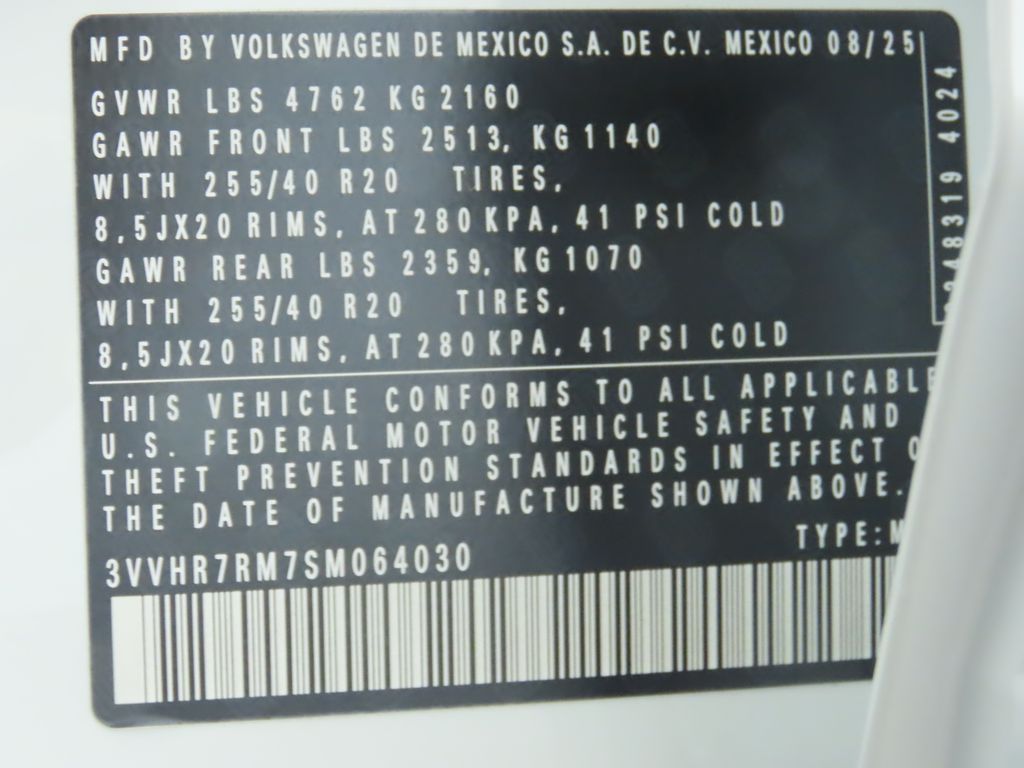 MFD BY VOLKSWAGEN DE MEXICO S.A. DE C.V. MEXICO 08/25
GVWR LBS 4762 KG 2160
GAWR FRONT LBS 2513, KG 1140
WITH 255/40 R20 TIRES,
8,5JX20 RIMS, AT 280 KPA, 41 PSI COLD
GAWR REAR LBS 2359, KG 1070
WITH 255/40 R20 TIRES,
8,5JX20 RIMS, AT 280 KPA, 41 PSI COLD
THIS VEHICLE CONFORMS TO ALL APPLICABLE
U.S. FEDERAL MOTOR VEHICLE SAFETY AND
THEFT PREVENTION STANDARDS IN EFFECT
THE DATE OF MANUFACTURE SHOWN ABOVE.
TYPE:
3VVHR7RM7SM064030
4024